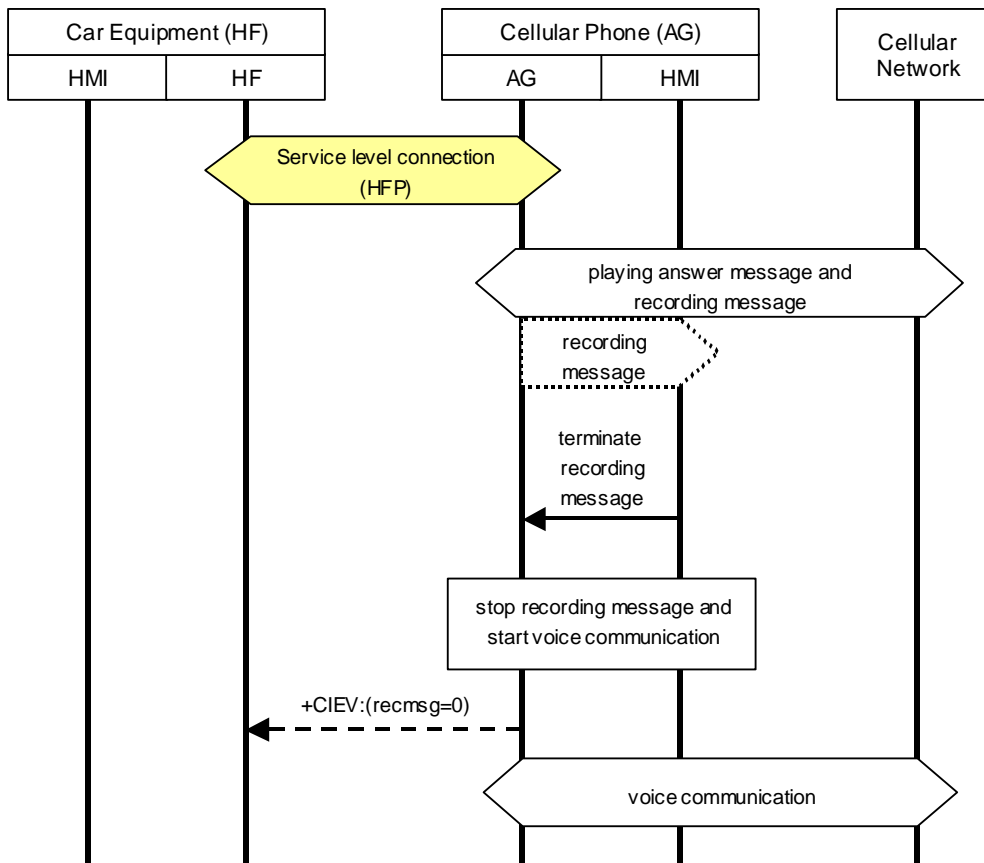 Car Equipment (HF)
HMI
HF
Cellular Phone (AG)
AG
HMI
Cellular
Network
Service level connection
(HFP)
playing answer message and
recording message
recording
message
terminate
recording
message
stop recording message and
start voice communication
+CIEV:(recmsg=0)
voice communication